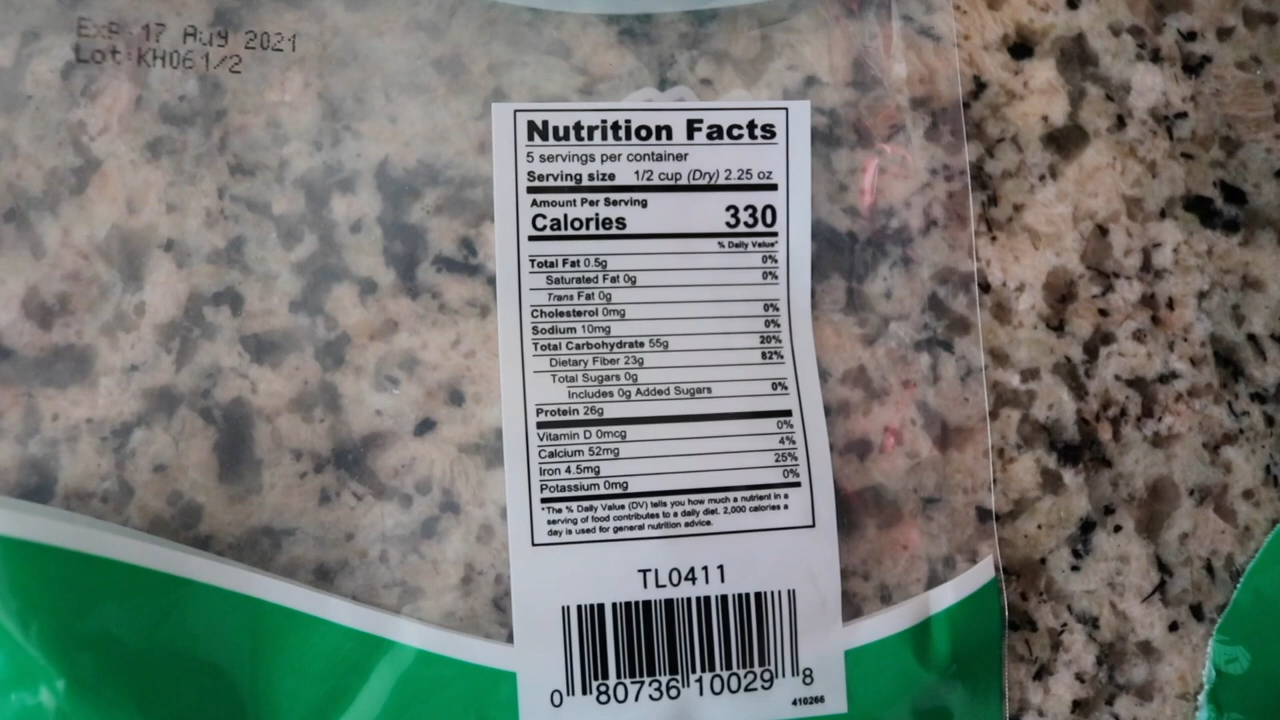 Exp 17 Aug 2021
Lot KH061/2
Nutrition Facts
5 servings per container
Serving size 1/2 cup (Dry) 2.25 oz
Amount Per Serving
Calories 330
% Daily Value*
Total Fat 0.5g 0%
Saturated Fat 0g 0%
Trans Fat 0g
Cholesterol 0mg 0%
Sodium 10mg 0%
Total Carbohydrate 55g 20%
Dietary Fiber 23g 82%
Total Sugars 0g
Includes 0g Added Sugars 0%
Protein 26g
Vitamin D 0mcg 0%
Calcium 52mg 4%
Iron 4.5mg 25%
Potassium 0mg 0%
*The % Daily Value (DV) tells you how much a nutrient in a
serving of food contributes to a daily diet. 2,000 calories a
day is used for general nutrition advice.
TL0411
0 80736 10029 8
410266